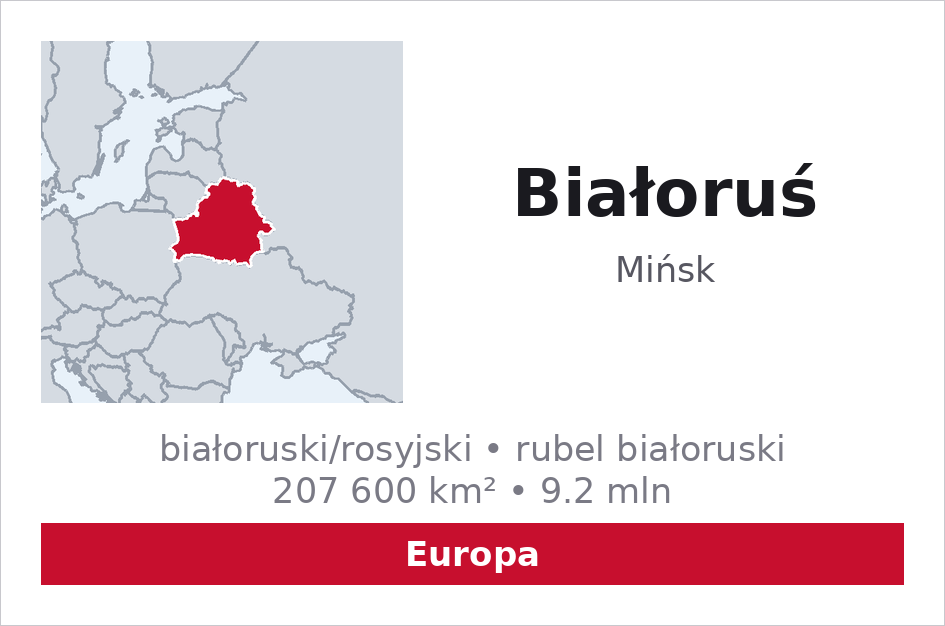 Białoruś
Mińsk
białoruski/rosyjski • rubel białoruski
207 600 km² • 9.2 mln
Europa